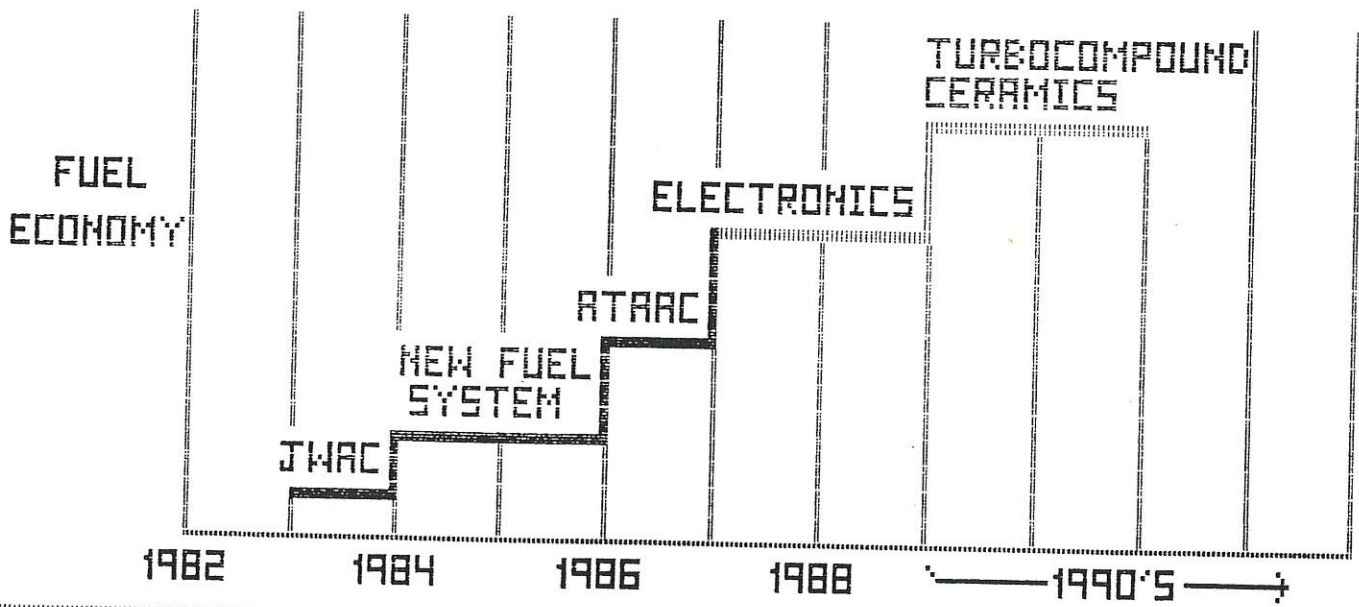 TURBOCOMPOUND
CERAMICS
FUEL
ECONOMY
ELECTRONICS
ATAAC
NEW FUEL
SYSTEM
JWAC
1982 1984 1986 1988 1990'S